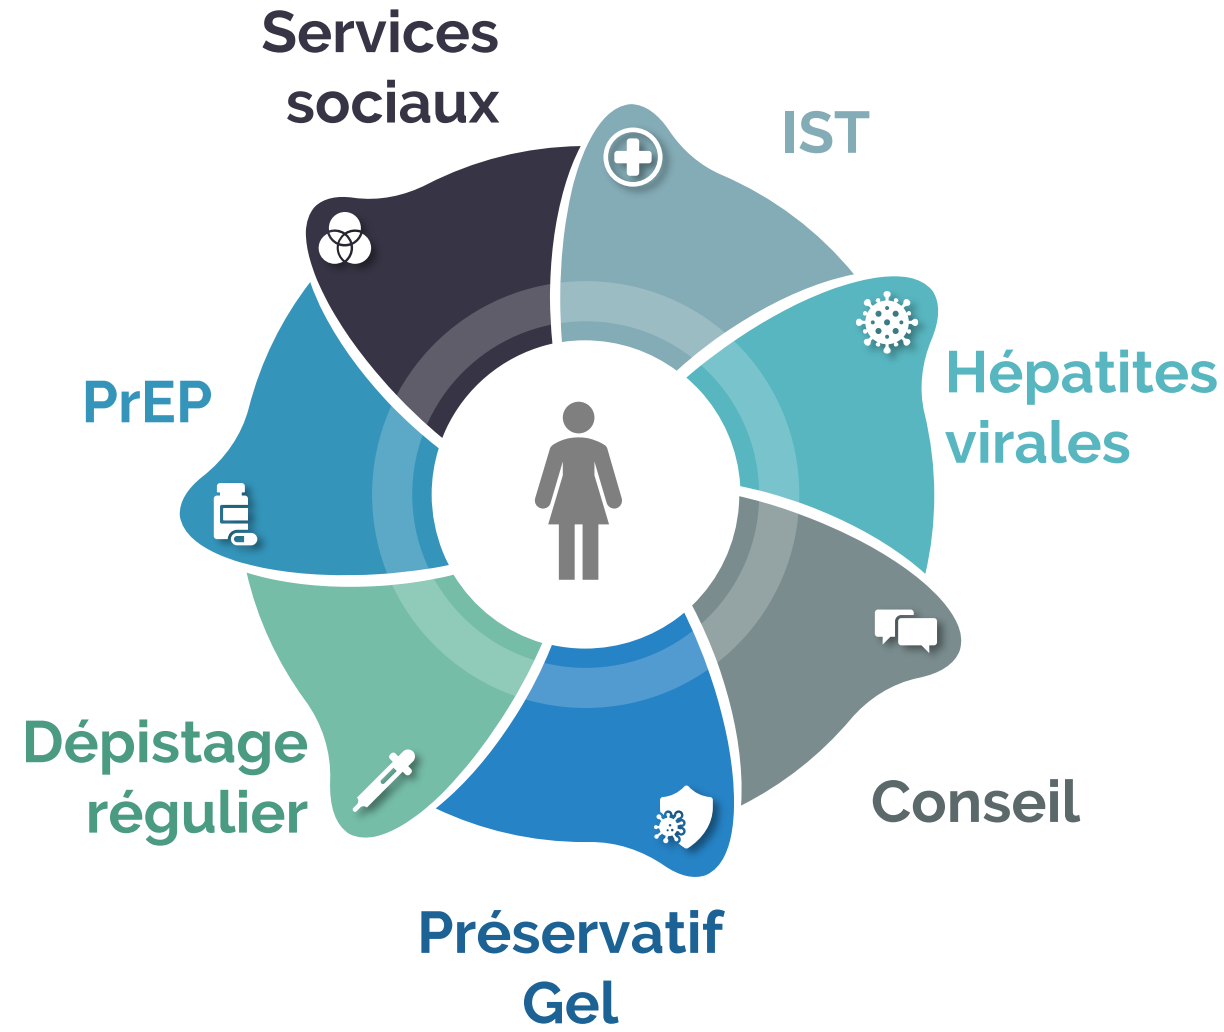 Services
sociaux
IST
Hépatites
virales
PrEP
Dépistage
régulier
Conseil
Préservatif
Gel